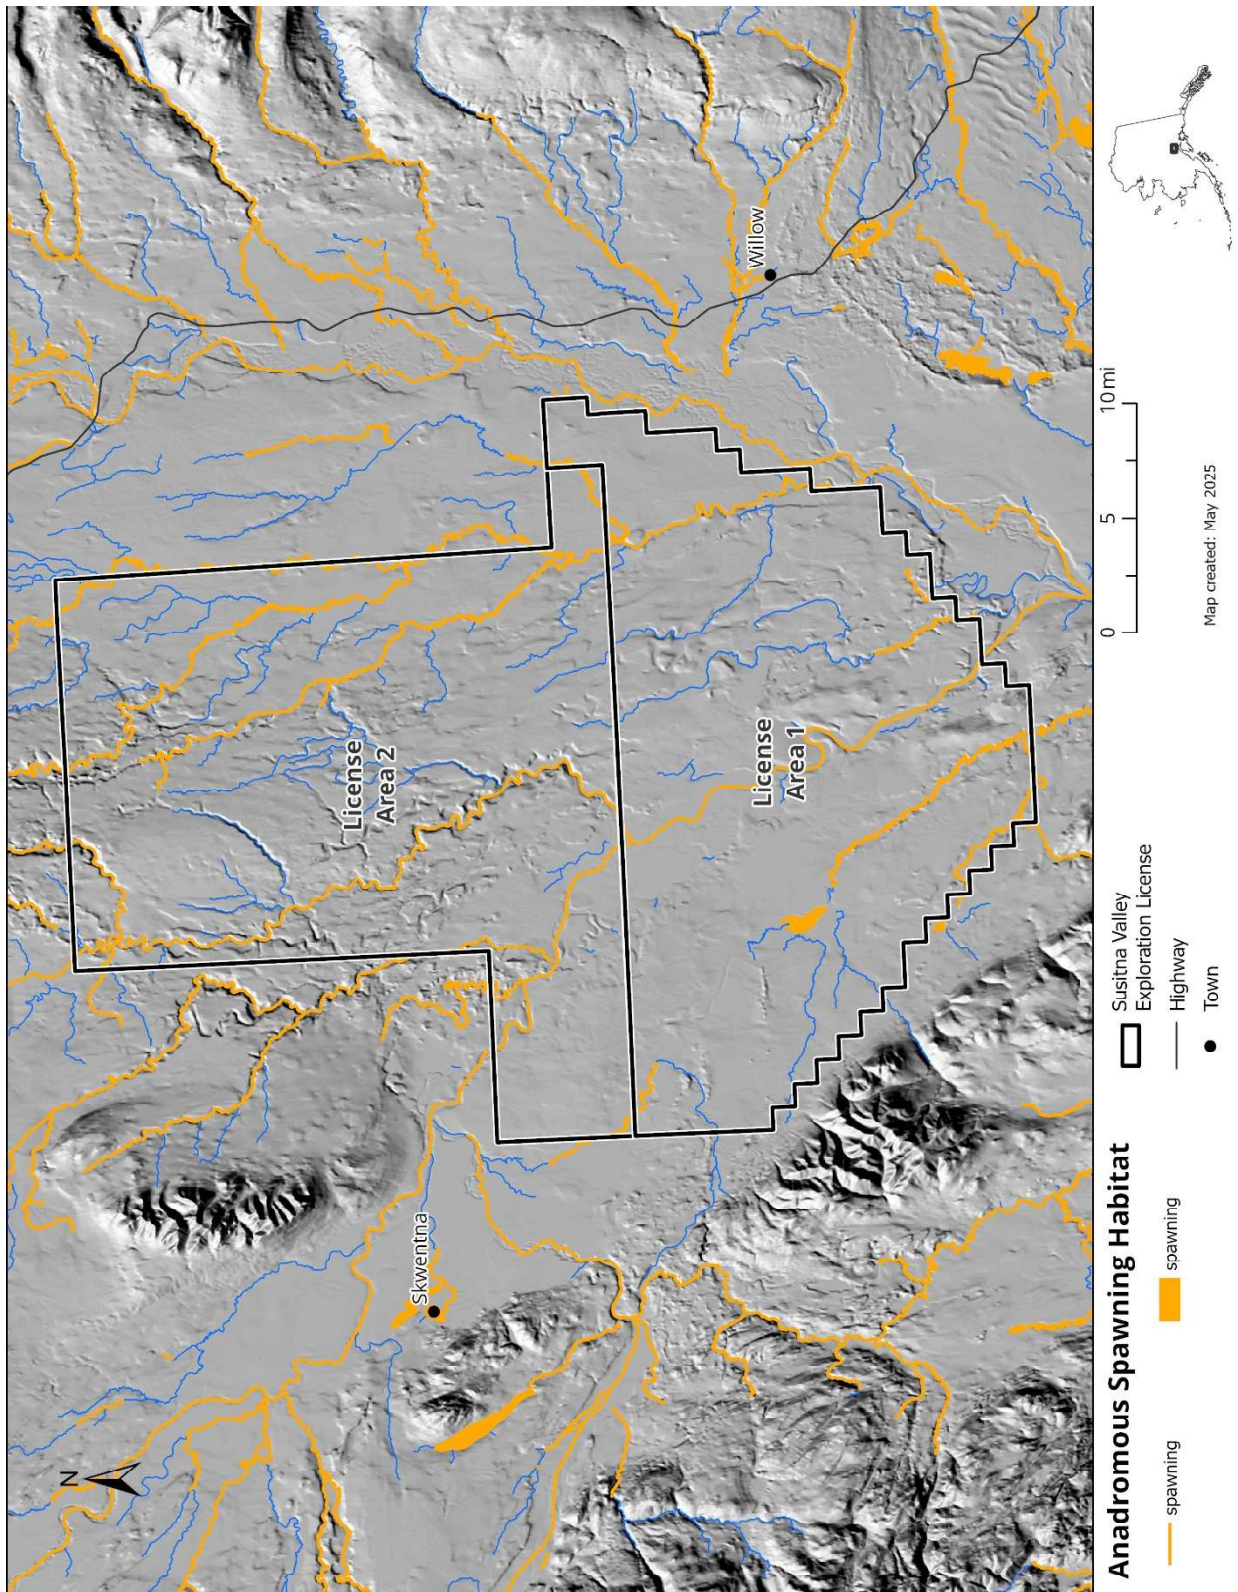 N
Skwentna
Willow
License
Area 2
License
Area 1
Anadromous Spawning Habitat
spawning
spawning
Susitna Valley
Exploration License
Highway
Town
0
5
10
mi
Map created: May 2025